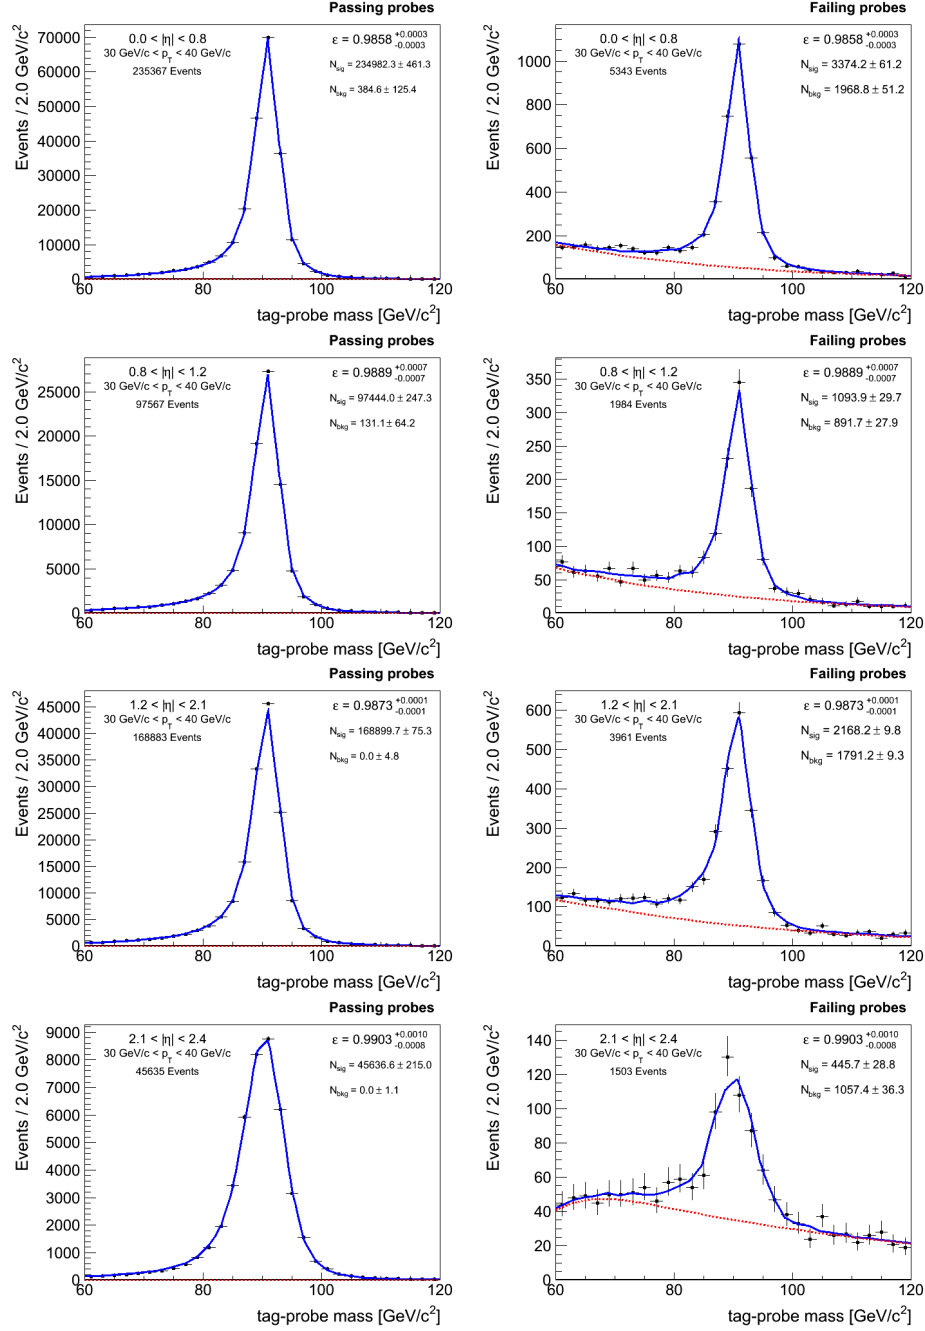 Passing probes
Events / 2.0 GeV/c²
70000
60000
50000
40000
30000
20000
10000
0
0.0 < |η| < 0.8
30 GeV/c < p_T < 40 GeV/c
235367 Events
ε = 0.9858 +0.0003 -0.0003
N_sig = 234982.3 ± 461.3
N_bkg = 384.6 ± 125.4
60 80 100 120
tag-probe mass [GeV/c²]
Failing probes
Events / 2.0 GeV/c²
1000
800
600
400
200
0
0.0 < |η| < 0.8
30 GeV/c < p_T < 40 GeV/c
5343 Events
ε = 0.9858 +0.0003 -0.0003
N_sig = 3374.2 ± 61.2
N_bkg = 1968.8 ± 51.2
60 80 100 120
tag-probe mass [GeV/c²]
Passing probes
Events / 2.0 GeV/c²
25000
20000
15000
10000
5000
0
0.8 < |η| < 1.2
30 GeV/c < p_T < 40 GeV/c
97567 Events
ε = 0.9889 +0.0007 -0.0007
N_sig = 97444.0 ± 247.3
N_bkg = 131.1 ± 64.2
60 80 100 120
tag-probe mass [GeV/c²]
Failing probes
Events / 2.0 GeV/c²
350
300
250
200
150
100
50
0
0.8 < |η| < 1.2
30 GeV/c < p_T < 40 GeV/c
1984 Events
ε = 0.9889 +0.0007 -0.0007
N_sig = 1093.9 ± 29.7
N_bkg = 891.7 ± 27.9
60 80 100 120
tag-probe mass [GeV/c²]
Passing probes
Events / 2.0 GeV/c²
45000
40000
35000
30000
25000
20000
15000
10000
5000
0
1.2 < |η| < 2.1
30 GeV/c < p_T < 40 GeV/c
168883 Events
ε = 0.9873 +0.0001 -0.0001
N_sig = 168899.7 ± 75.3
N_bkg = 0.0 ± 4.8
60 80 100 120
tag-probe mass [GeV/c²]
Failing probes
Events / 2.0 GeV/c²
600
500
400
300
200
100
0
1.2 < |η| < 2.1
30 GeV/c < p_T < 40 GeV/c
3961 Events
ε = 0.9873 +0.0001 -0.0001
N_sig = 2168.2 ± 9.8
N_bkg = 1791.2 ± 9.3
60 80 100 120
tag-probe mass [GeV/c²]
Passing probes
Events / 2.0 GeV/c²
9000
8000
7000
6000
5000
4000
3000
2000
1000
0
2.1 < |η| < 2.4
30 GeV/c < p_T < 40 GeV/c
45635 Events
ε = 0.9903 +0.0010 -0.0008
N_sig = 45636.6 ± 215.0
N_bkg = 0.0 ± 1.1
60 80 100 120
tag-probe mass [GeV/c²]
Failing probes
Events / 2.0 GeV/c²
140
120
100
80
60
40
20
0
2.1 < |η| < 2.4
30 GeV/c < p_T < 40 GeV/c
1503 Events
ε = 0.9903 +0.0010 -0.0008
N_sig = 445.7 ± 28.8
N_bkg = 1057.4 ± 36.3
60 80 100 120
tag-probe mass [GeV/c²]